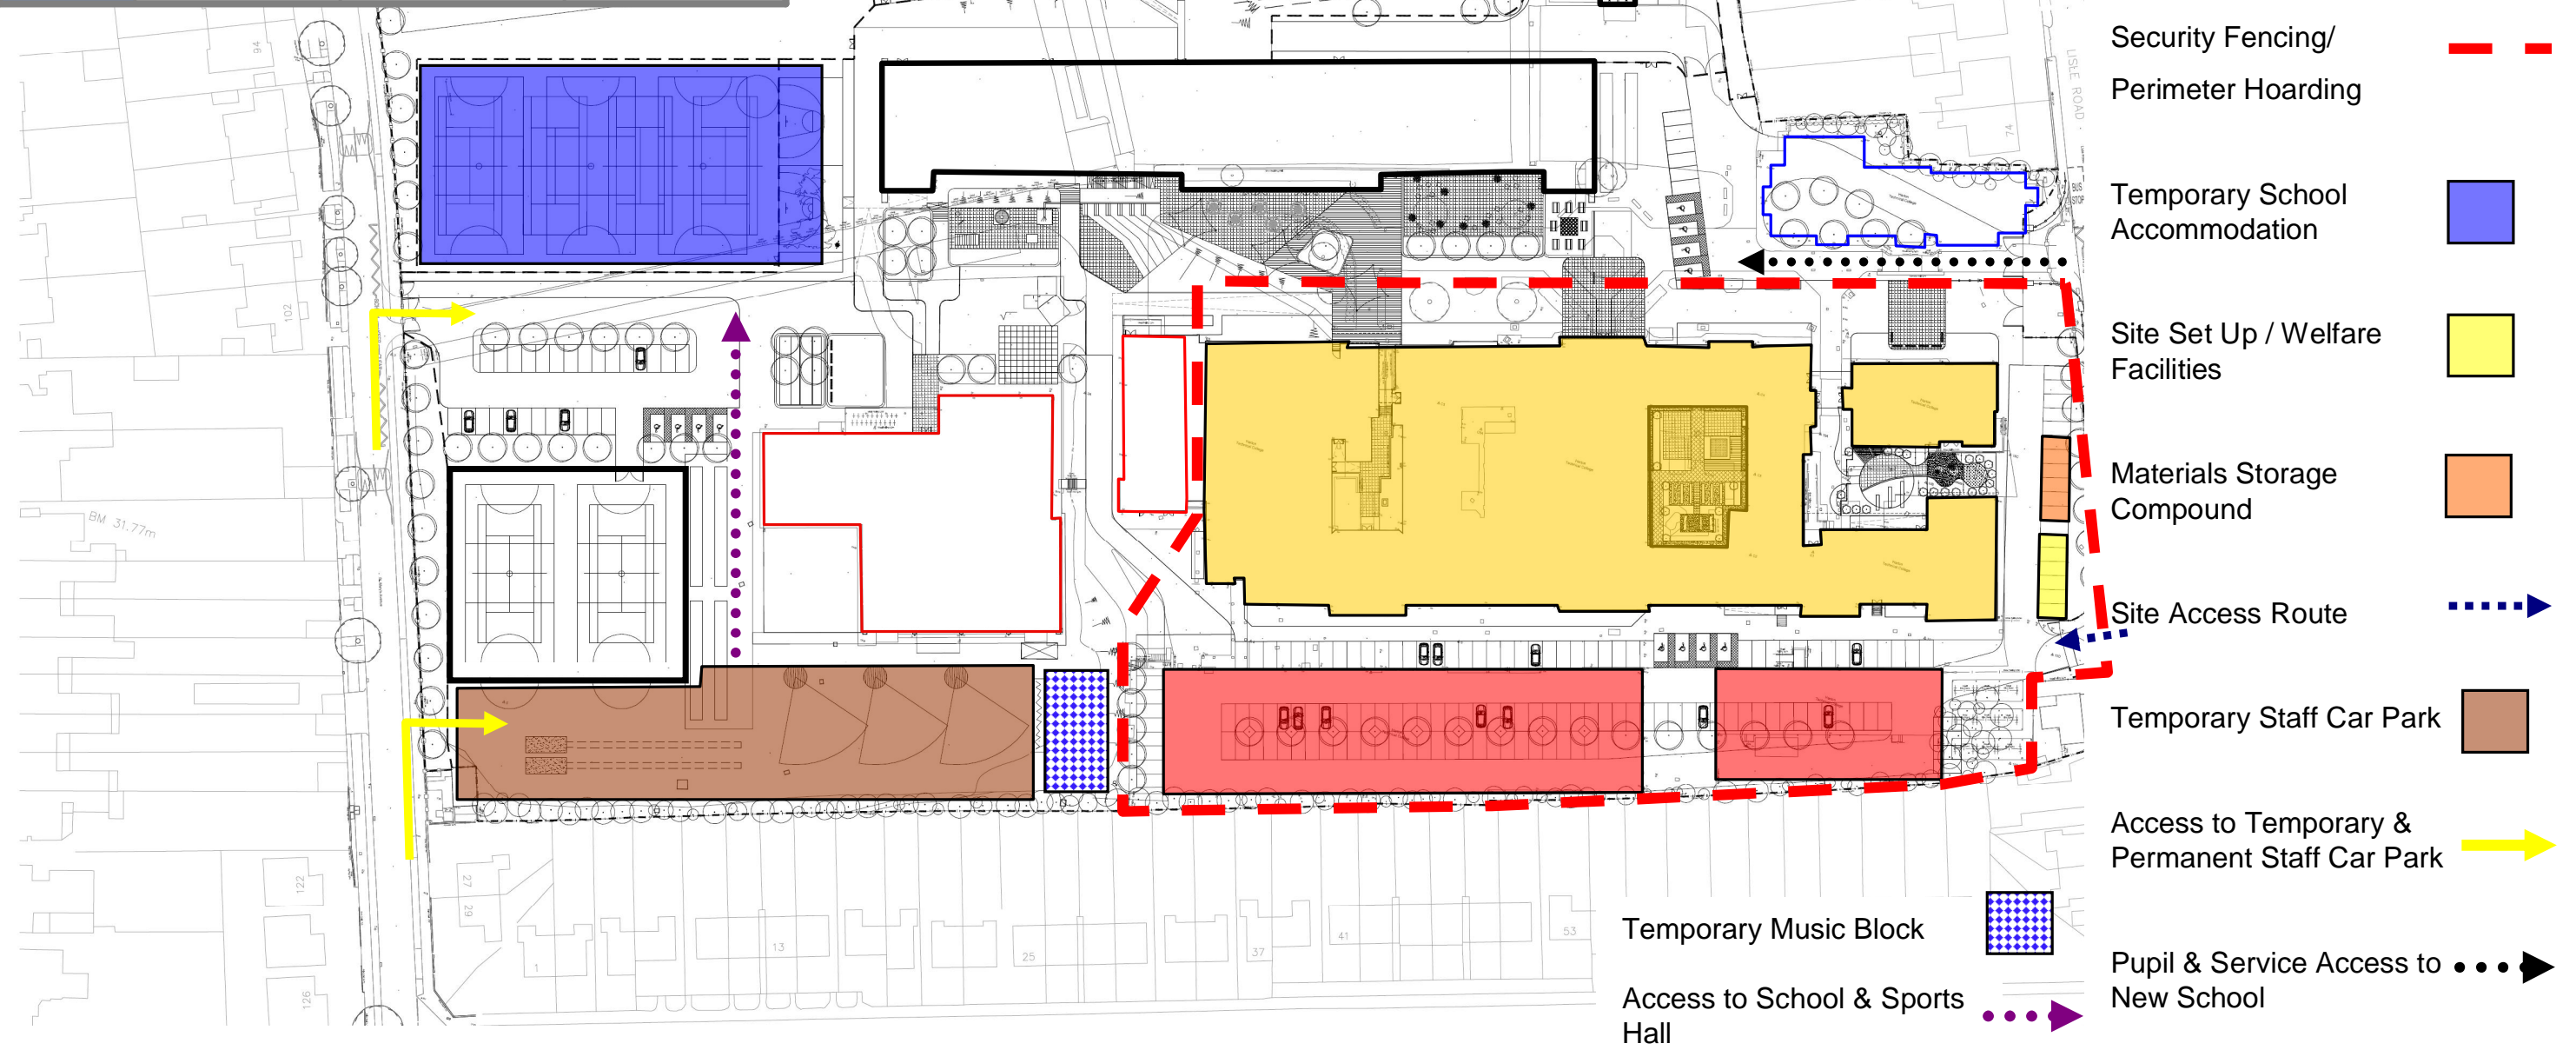 Security Fencing/
Perimeter Hoarding
Temporary School
Accommodation
Site Set Up / Welfare
Facilities
Materials Storage
Compound
Site Access Route
Temporary Staff Car Park
Access to Temporary &
Permanent Staff Car Park
Pupil & Service Access to
New School
Temporary Music Block
Access to School & Sports
Hall
LISLE ROAD
BUS
STOP
74
94
102
BM 31.77m
122
126
27
29
1
13
25
37
41
53